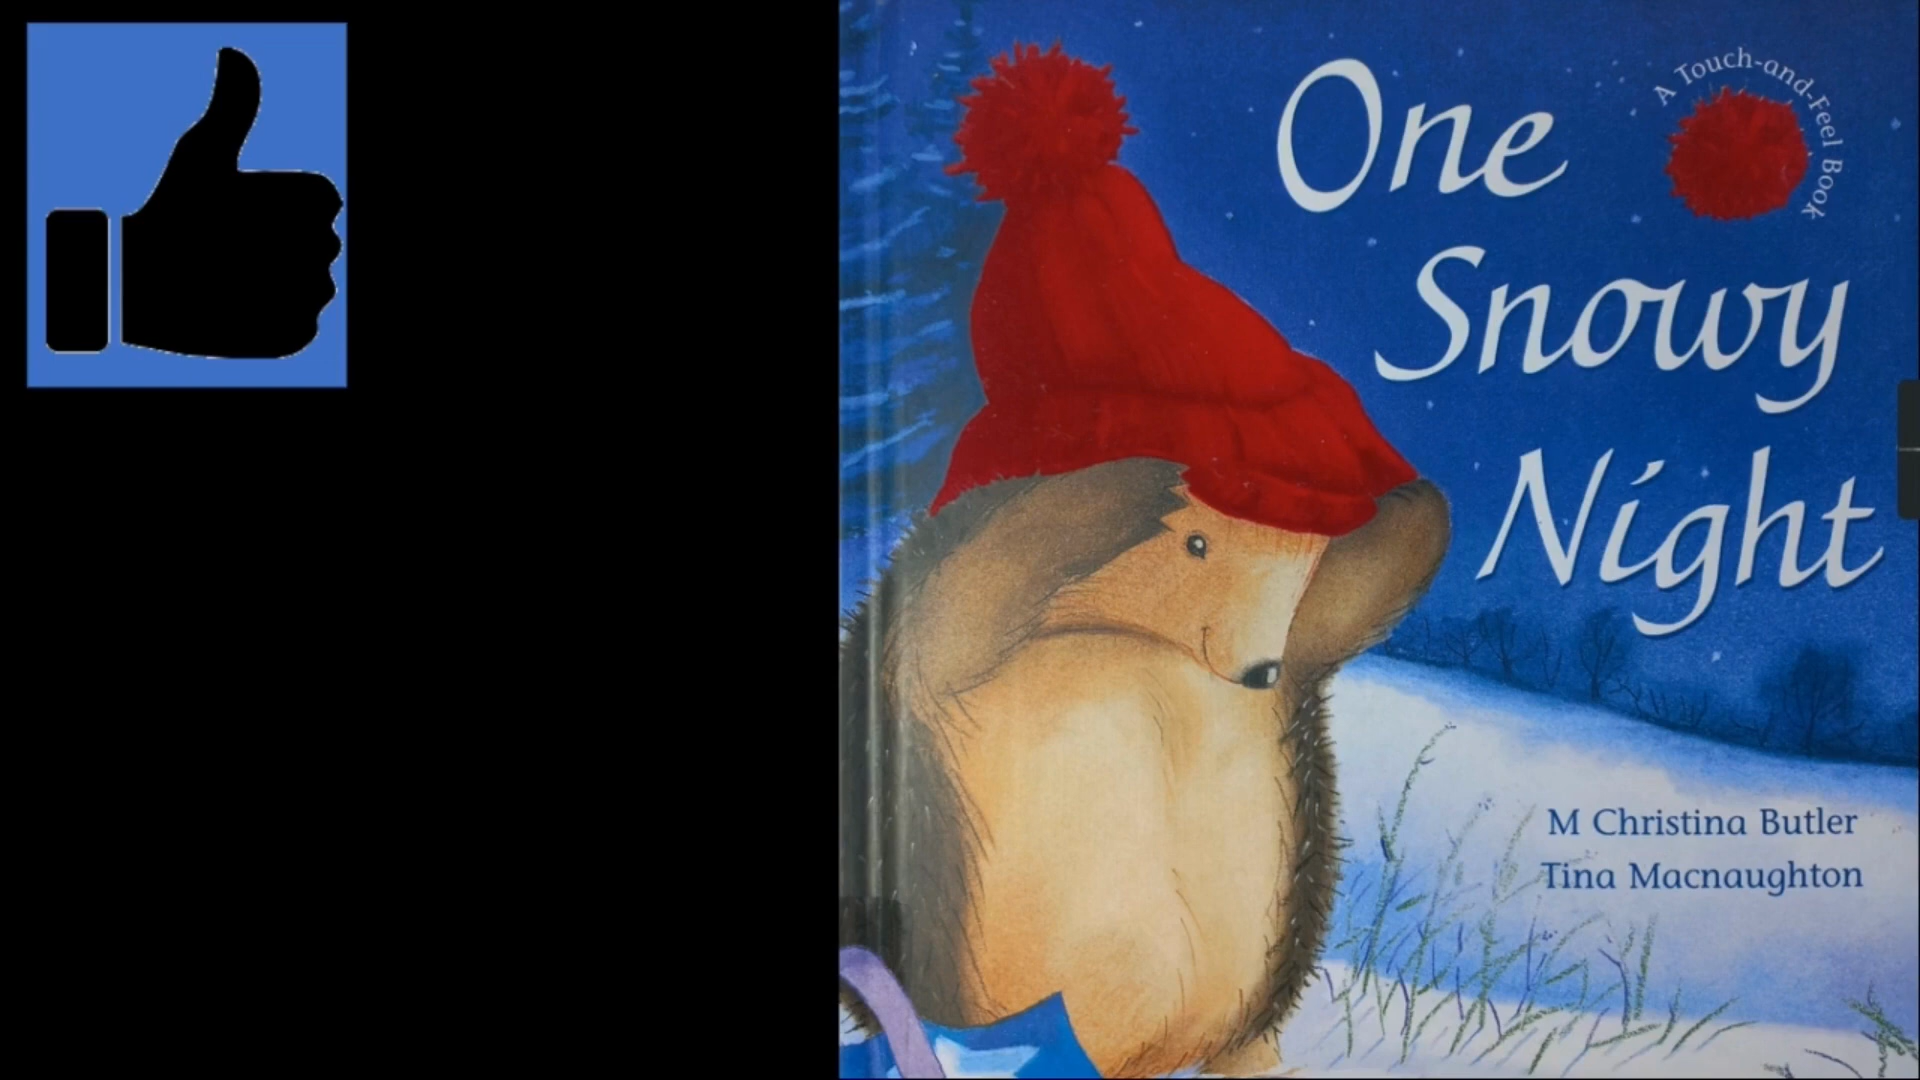 One
Snowy
Night
A Touch-and-Feel Book
M Christina Butler
Tina Macnaughton